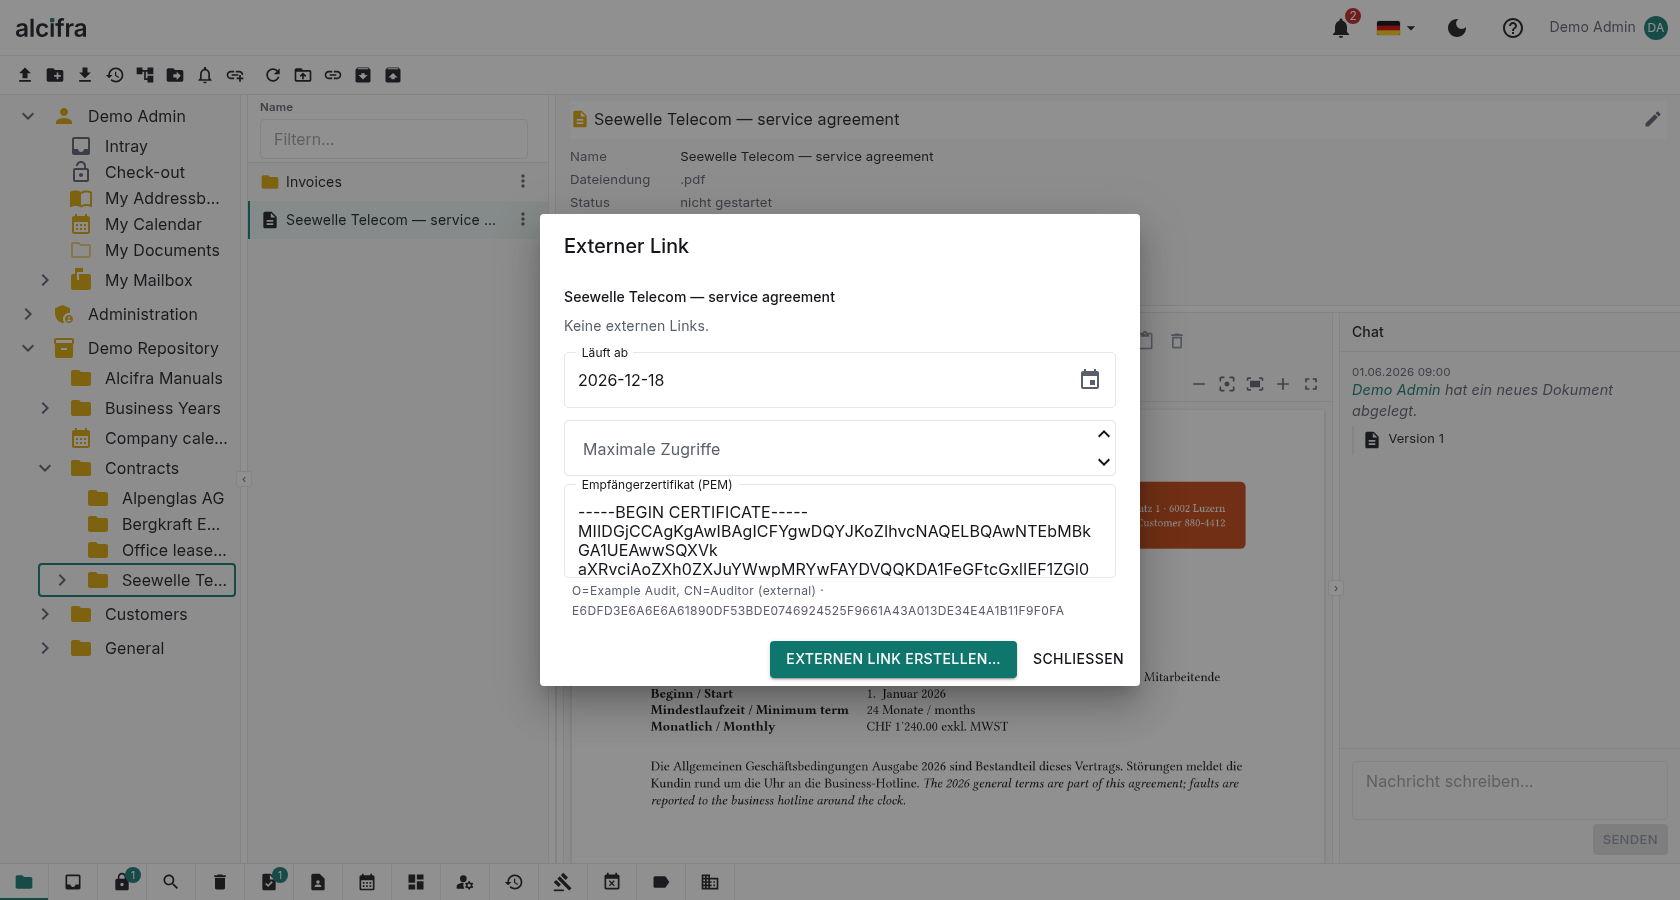 alcifra
2
Demo Admin
DA
Demo Admin
Intray
Check-out
My Addressb...
My Calendar
My Documents
My Mailbox
Administration
Demo Repository
Alcifra Manuals
Business Years
Company cale...
Contracts
Alpenglas AG
Bergkraft E...
Office lease...
Seewelle Te...
Customers
General
Name
Filtern...
Invoices
Seewelle Telecom — service ...
Seewelle Telecom — service agreement
Name Seewelle Telecom — service agreement
Dateiendung .pdf
Status nicht gestartet
Externer Link
Seewelle Telecom — service agreement
Keine externen Links.
Läuft ab
2026-12-18
Maximale Zugriffe
Empfängerzertifikat (PEM)
-----BEGIN CERTIFICATE-----
MIIDGjCCAgKgAwIBAgICFYgwDQYJKoZIhvcNAQELBQAwNTEbMBk
GA1UEAwwSQXVk
aXRvciAoZXh0ZXJuYWwpMRYwFAYDVQQKDA1FeGFtcGxlIEF1ZGl0
O=Example Audit, CN=Auditor (external) ·
E6DFD3E6A6E6A61890DF53BDE0746924525F9661A43A013DE34E4A1B11F9F0FA
EXTERNEN LINK ERSTELLEN...
SCHLIESSEN
atz 1 · 6002 Luzern
Customer 880-4412
Mitarbeitende
Beginn / Start 1. Januar 2026
Mindestlaufzeit / Minimum term 24 Monate / months
Monatlich / Monthly CHF 1'240.00 exkl. MWST
Die Allgemeinen Geschäftsbedingungen Ausgabe 2026 sind Bestandteil dieses Vertrags. Störungen meldet die
Kundin rund um die Uhr an die Business-Hotline. The 2026 general terms are part of this agreement; faults are
reported to the business hotline around the clock.
Chat
01.06.2026 09:00
Demo Admin hat ein neues Dokument
abgelegt.
Version 1
Nachricht schreiben...
SENDEN
1
1